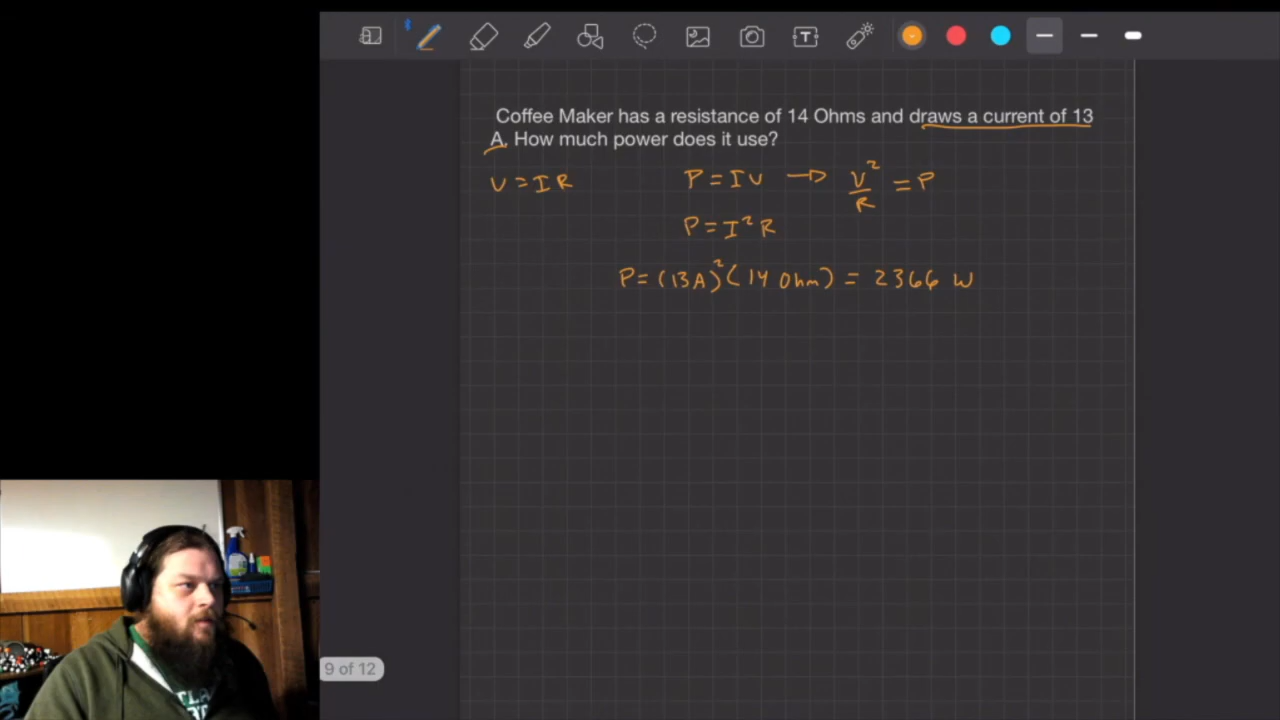 Coffee Maker has a resistance of 14 Ohms and draws a current of 13
A. How much power does it use?
V = IR P = IV → V²/R = P
P = I²R
P = (13A)²(14 Ohm) = 2366 W
9 of 12